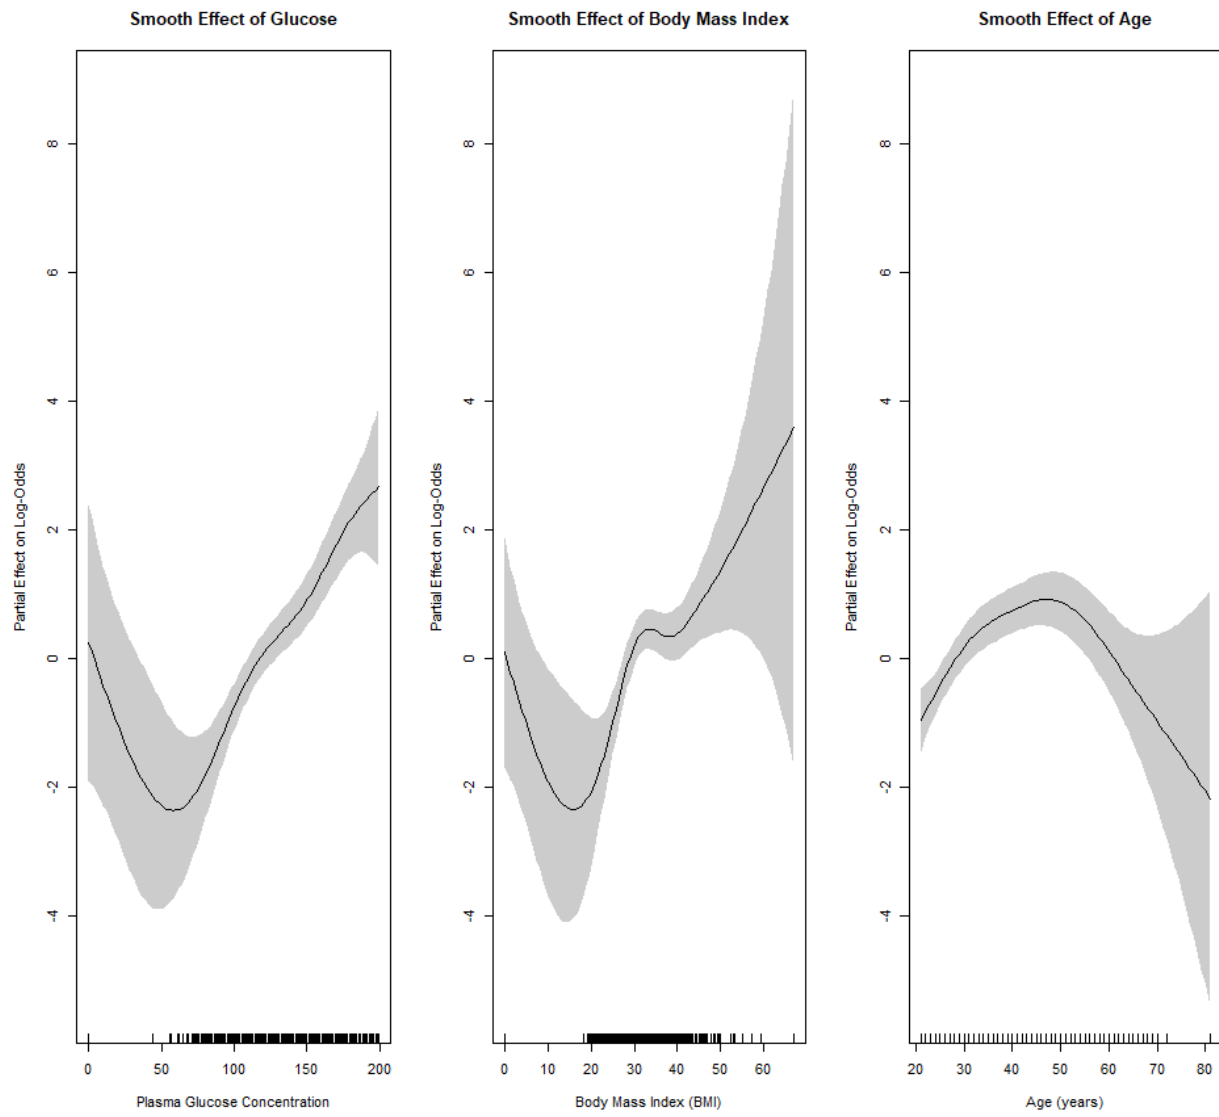 Smooth Effect of Glucose
Partial Effect on Log-Odds
8
6
4
2
0
-2
-4
0 50 100 150 200
Plasma Glucose Concentration
Smooth Effect of Body Mass Index
Partial Effect on Log-Odds
8
6
4
2
0
-2
-4
0 10 20 30 40 50 60
Body Mass Index (BMI)
Smooth Effect of Age
Partial Effect on Log-Odds
8
6
4
2
0
-2
-4
20 30 40 50 60 70 80
Age (years)